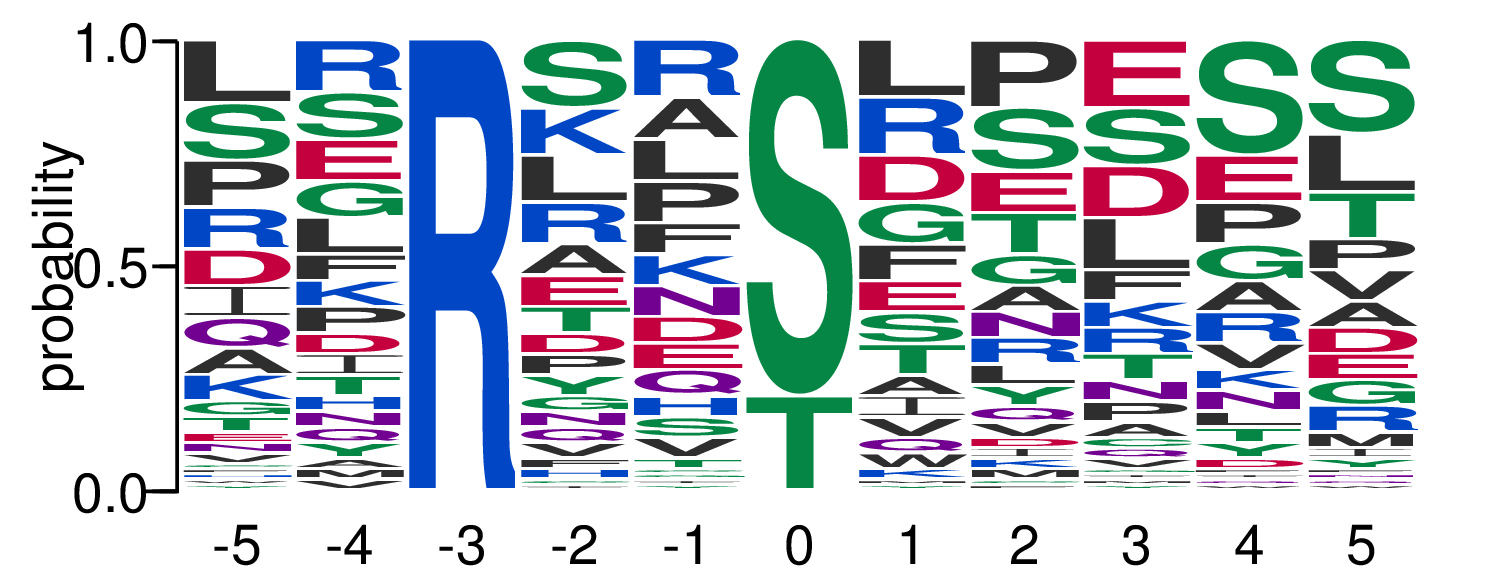 probability
1.0
0.5
0.0
L S P R D I Q A K G T E N V
R S E G L F K P D I T H N Q Y A M V
R
S K L R A E T D P Y G N Q F H
R A L P F K N D E Q H S V T
S T
L R D G F E S T A I V Q W K
P S E T G A N R L Y Q V D I K M
E S D L F K R T N P A G Q V
S E P G A R V K N L T Y D
S L T P V A D E G R M I Y
-5 -4 -3 -2 -1 0 1 2 3 4 5